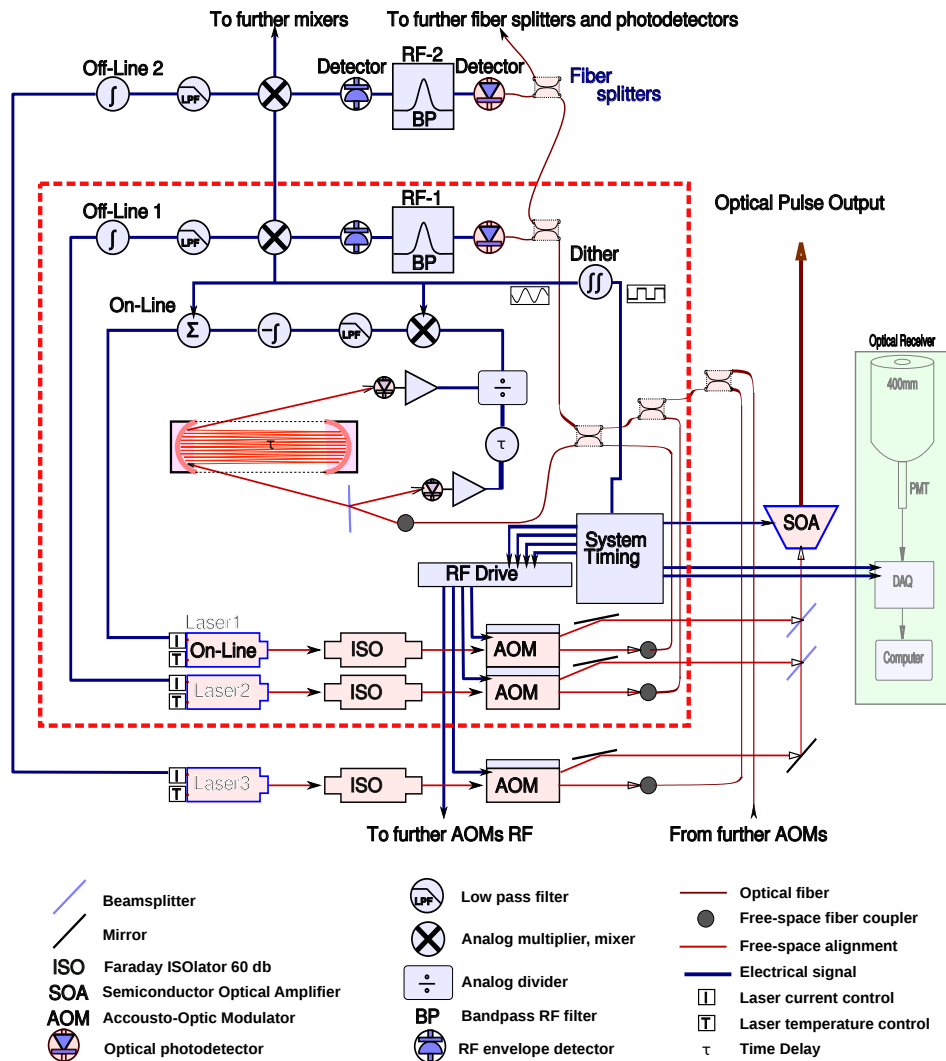 To further mixers
To further fiber splitters and photodetectors
Off-Line 2
Detector
RF-2
Detector
Fiber
splitters
∫
LPF
BP
Off-Line 1
RF-1
Optical Pulse Output
∫
LPF
BP
Dither
∫∫
On-Line
Σ
-∫
LPF
Optical Receiver
400mm
÷
τ
τ
PMT
SOA
System
Timing
RF Drive
DAQ
Laser1
I
T
On-Line
ISO
AOM
Computer
I
T
Laser2
ISO
AOM
I
T
Laser3
ISO
AOM
To further AOMs RF
From further AOMs
Beamsplitter
LPF
Low pass filter
Optical fiber
Free-space fiber coupler
Mirror
Analog multiplier, mixer
Free-space alignment
ISO
Faraday ISOlator 60 db
÷
Analog divider
Electrical signal
SOA
Semiconductor Optical Amplifier
I
Laser current control
AOM
Accousto-Optic Modulator
BP
Bandpass RF filter
T
Laser temperature control
Optical photodetector
RF envelope detector
τ
Time Delay